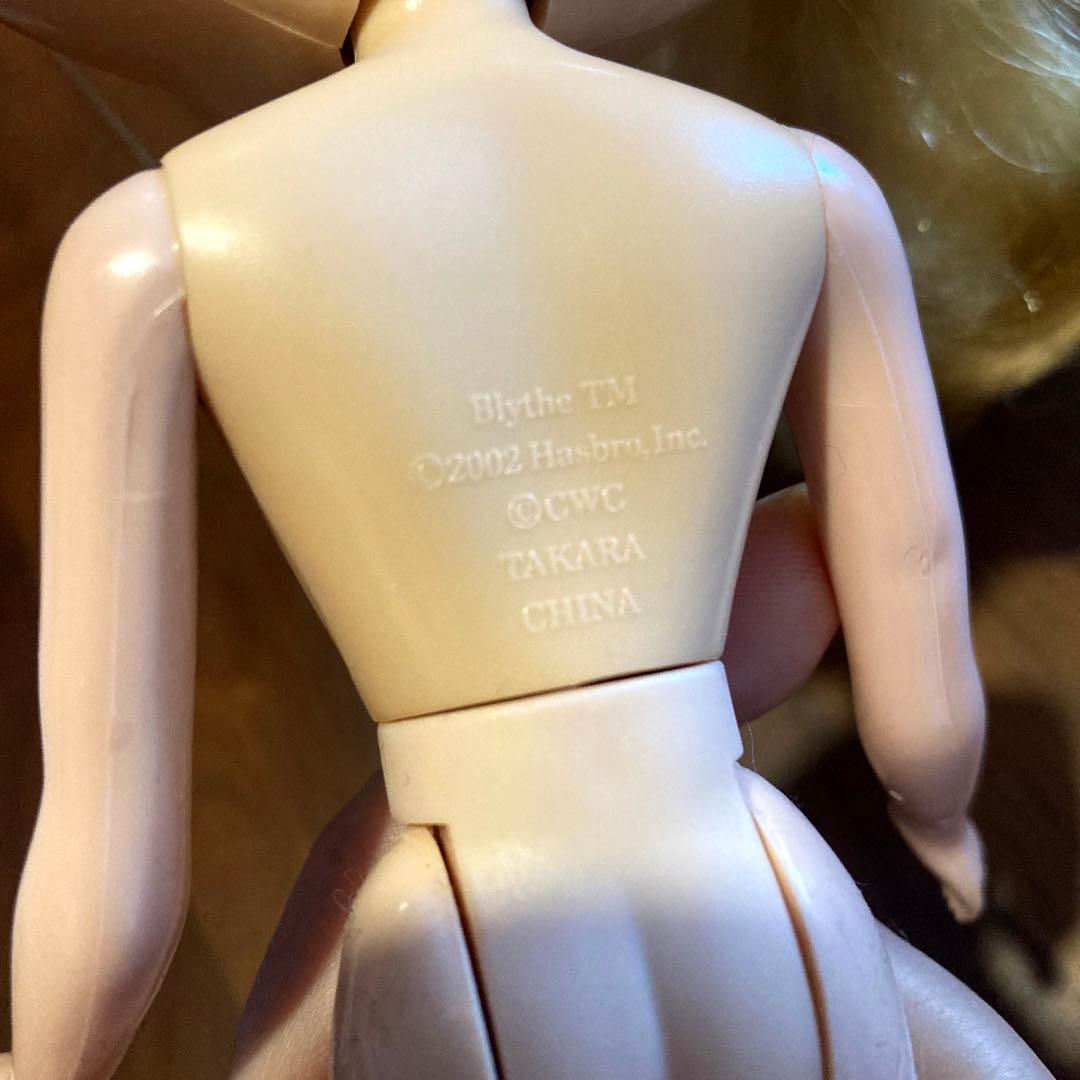 Blythe TM
©2002 Hasbro, Inc.
©CWC
TAKARA
CHINA